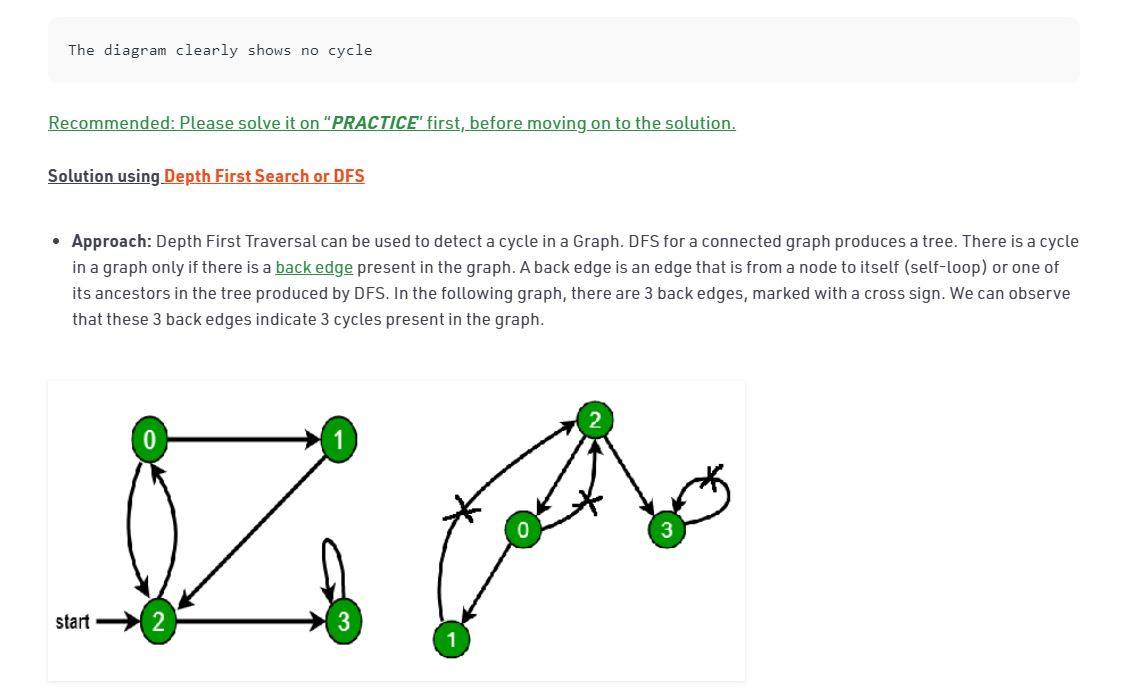 The diagram clearly shows no cycle
Recommended: Please solve it on “PRACTICE” first, before moving on to the solution.
Solution using Depth First Search or DFS
• Approach: Depth First Traversal can be used to detect a cycle in a Graph. DFS for a connected graph produces a tree. There is a cycle
in a graph only if there is a back edge present in the graph. A back edge is an edge that is from a node to itself (self-loop) or one of
its ancestors in the tree produced by DFS. In the following graph, there are 3 back edges, marked with a cross sign. We can observe
that these 3 back edges indicate 3 cycles present in the graph.
0
1
start
2
3
2
0
3
1